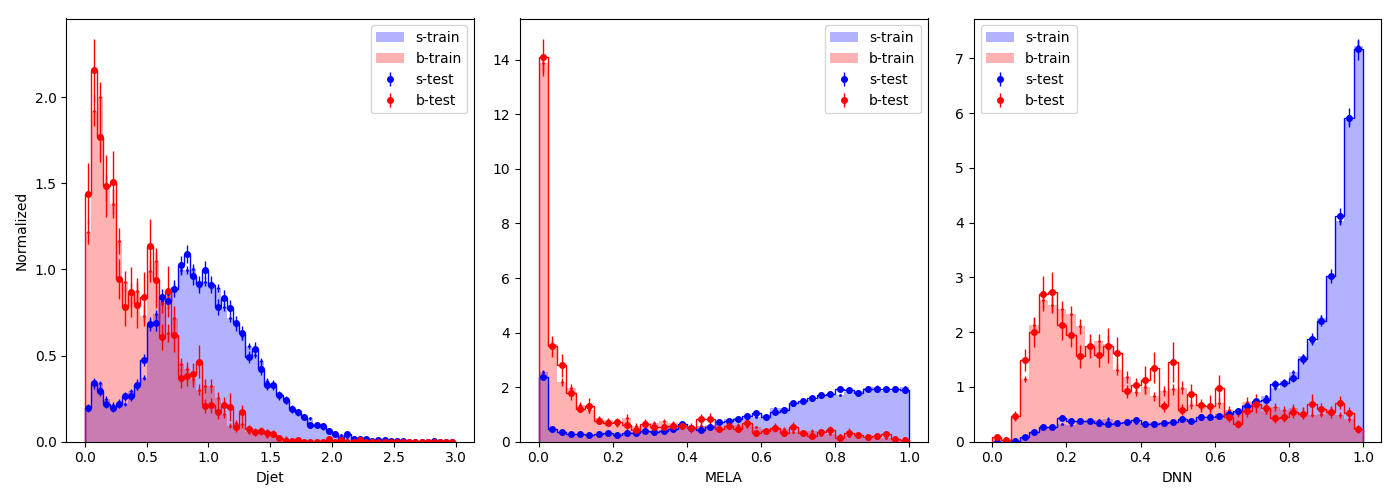 Normalized
2.0
1.5
1.0
0.5
0.0
0.0 0.5 1.0 1.5 2.0 2.5 3.0
Djet
s-train
b-train
s-test
b-test
14
12
10
8
6
4
2
0
0.0 0.2 0.4 0.6 0.8 1.0
MELA
s-train
b-train
s-test
b-test
7
6
5
4
3
2
1
0
0.0 0.2 0.4 0.6 0.8 1.0
DNN
s-train
b-train
s-test
b-test